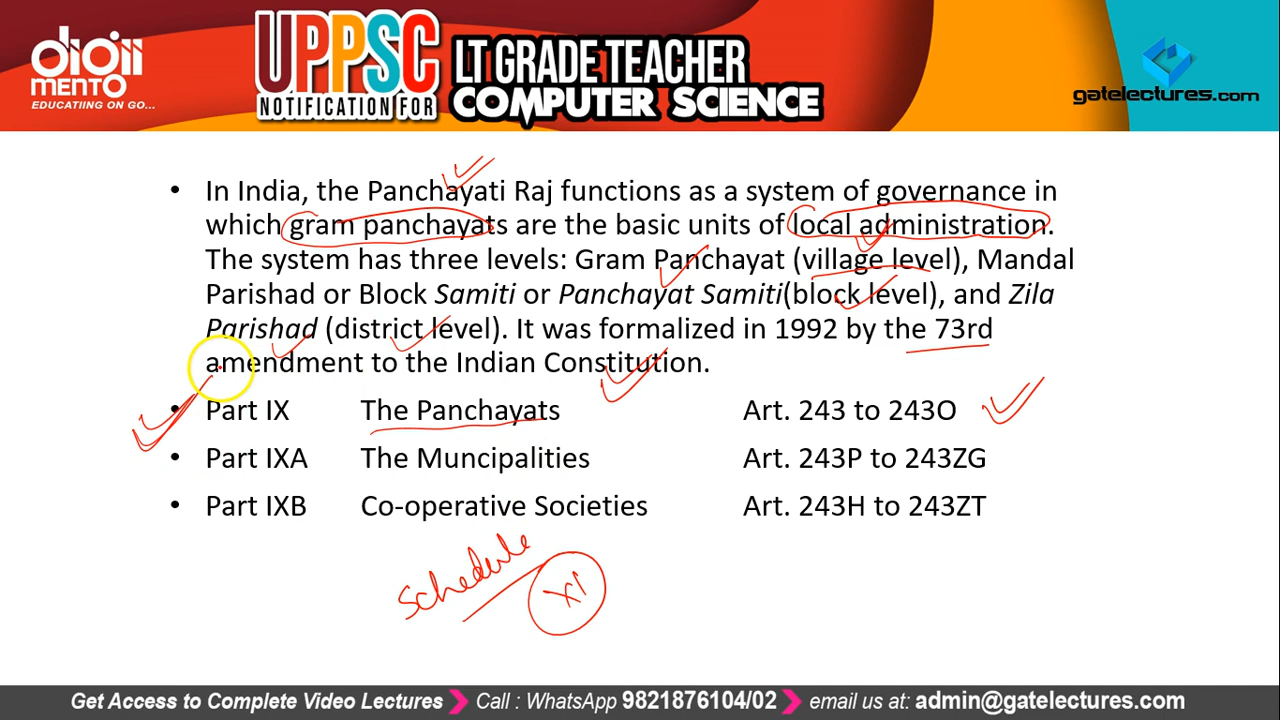 digii
MENTO
EDUCATIING ON GO...
UPPSC
NOTIFICATION FOR
LT GRADE TEACHER
COMPUTER SCIENCE
gatelectures.com
• In India, the Panchayati Raj functions as a system of governance in
which gram panchayats are the basic units of local administration.
The system has three levels: Gram Panchayat (village level), Mandal
Parishad or Block Samiti or Panchayat Samiti(block level), and Zila
Parishad (district level). It was formalized in 1992 by the 73rd
amendment to the Indian Constitution.
• Part IX The Panchayats Art. 243 to 243O
• Part IXA The Muncipalities Art. 243P to 243ZG
• Part IXB Co-operative Societies Art. 243H to 243ZT
Schedule XI
Get Access to Complete Video Lectures Call : WhatsApp 9821876104/02 email us at: admin@gatelectures.com